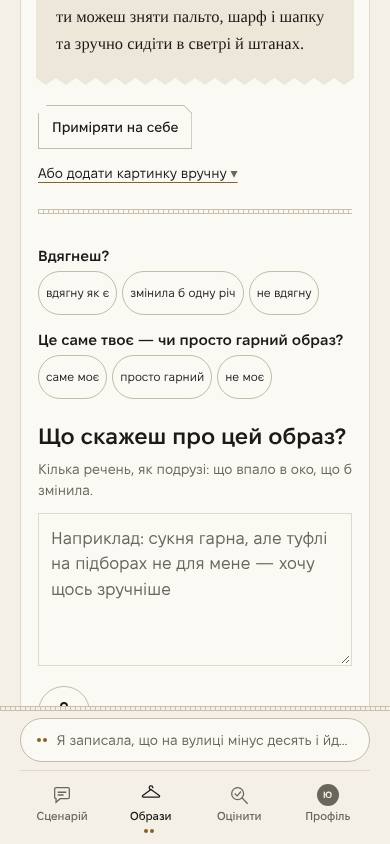 ти можеш зняти пальто, шарф і шапку
та зручно сидіти в светрі й штанах.
Приміряти на себе
Або додати картинку вручну ▾
Вдягнеш?
вдягну як є
змінила б одну річ
не вдягну
Це саме твоє — чи просто гарний образ?
саме моє
просто гарний
не моє
Що скажеш про цей образ?
Кілька речень, як подрузі: що впало в око, що б
змінила.
Наприклад: сукня гарна, але туфлі
на підборах не для мене — хочу
щось зручніше
Я записала, що на вулиці мінус десять і йд...
Сценарій
Образи
Оцінити
Ю
Профіль